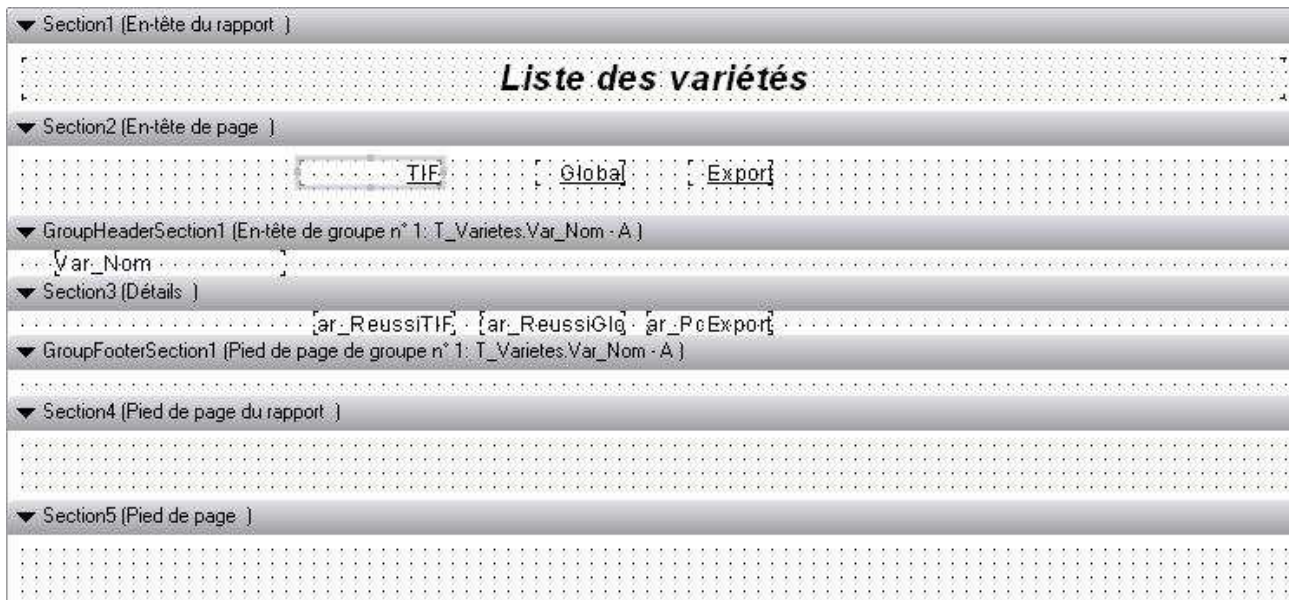 Section1 (En-tête du rapport )
Liste des variétés
Section2 (En-tête de page )
TIF Global Export
GroupHeaderSection1 (En-tête de groupe n° 1: T_Varietes.Var_Nom - A )
Var_Nom
Section3 (Détails )
ar_ReussiTIF ar_ReussiGlo ar_PcExport
GroupFooterSection1 (Pied de page de groupe n° 1: T_Varietes.Var_Nom - A )
Section4 (Pied de page du rapport )
Section5 (Pied de page )